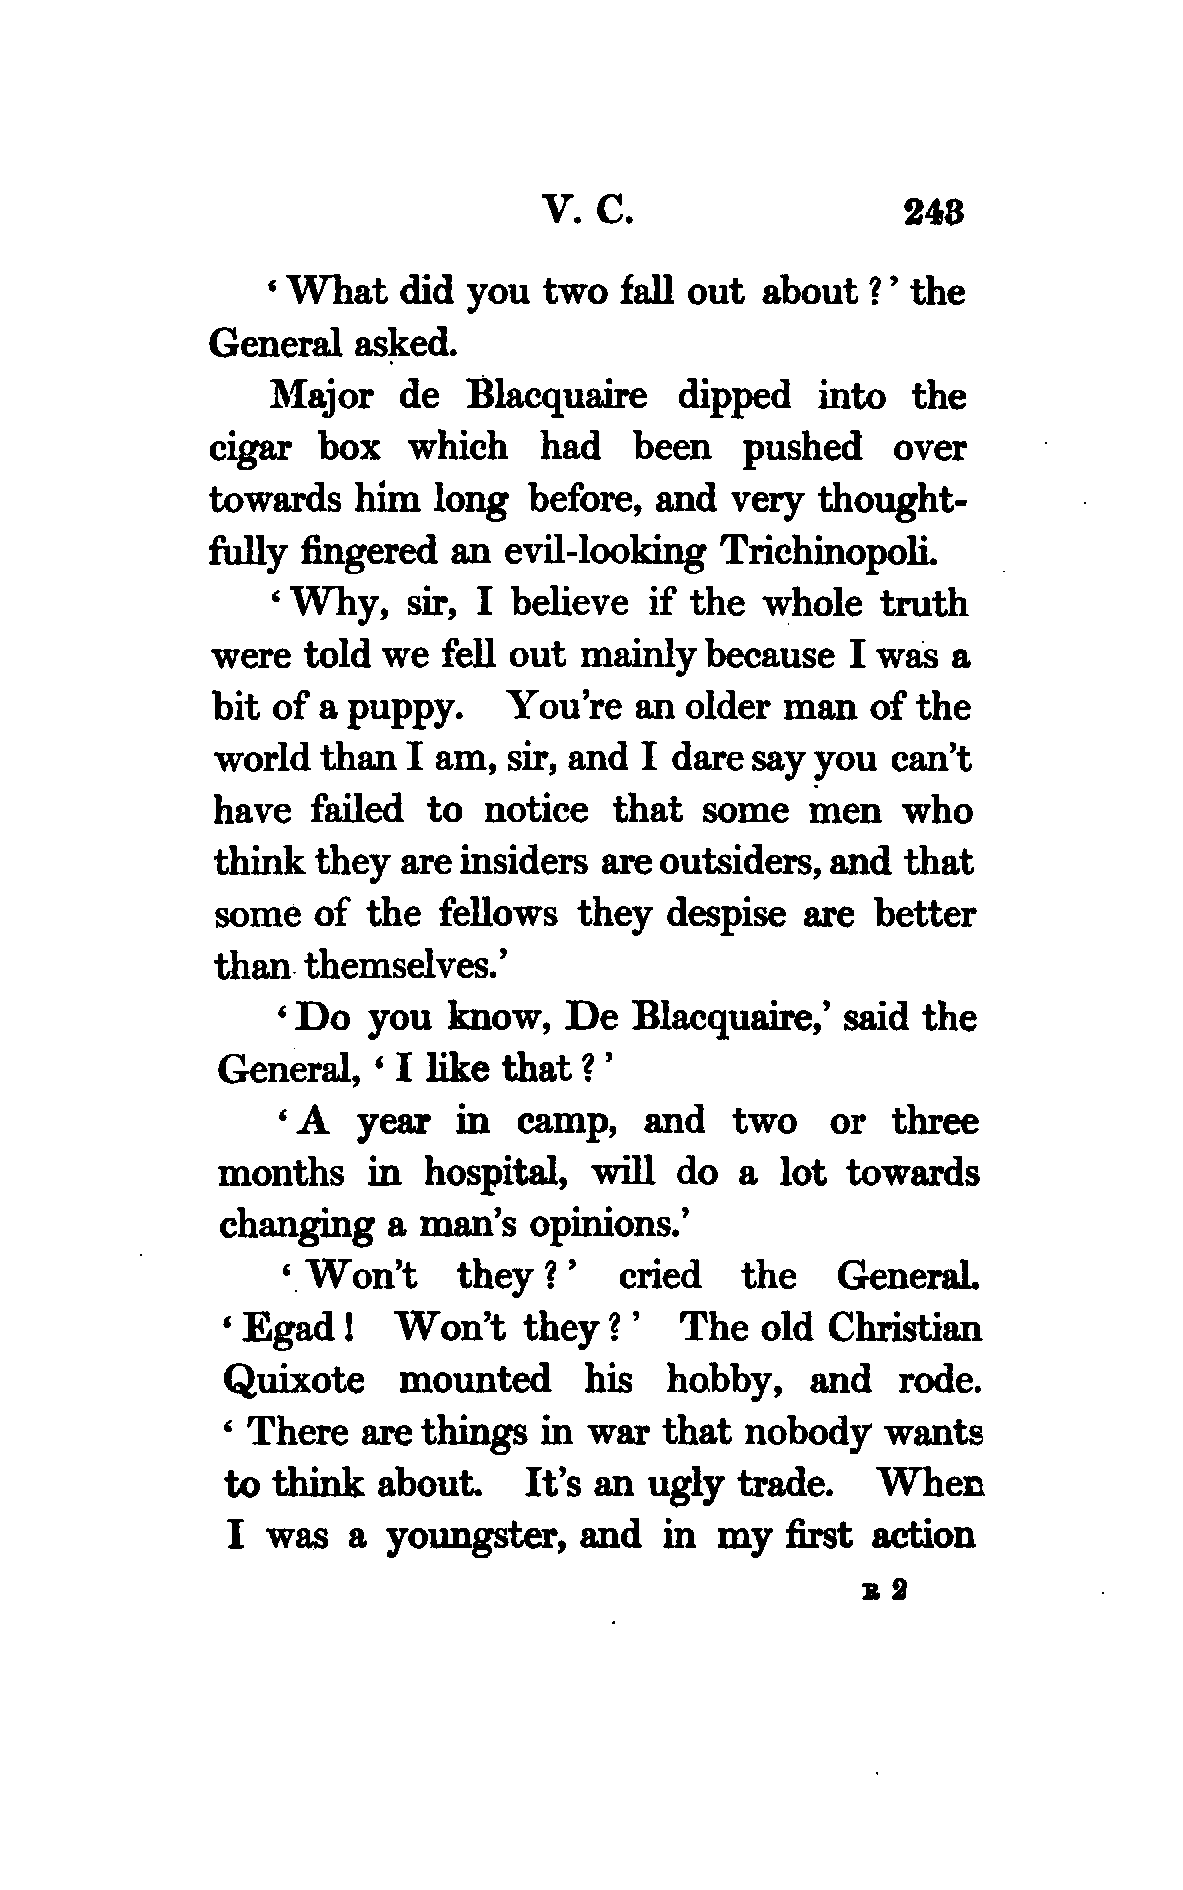 V. C. 243
‘ What did you two fall out about ? ’ the
General asked.
Major de Blacquaire dipped into the
cigar box which had been pushed over
towards him long before, and very thought-
fully fingered an evil-looking Trichinopoli.
‘ Why, sir, I believe if the whole truth
were told we fell out mainly because I was a
bit of a puppy. You're an older man of the
world than I am, sir, and I dare say you can't
have failed to notice that some men who
think they are insiders are outsiders, and that
some of the fellows they despise are better
than themselves.’
‘ Do you know, De Blacquaire,’ said the
General, ‘ I like that ? ’
‘ A year in camp, and two or three
months in hospital, will do a lot towards
changing a man's opinions.’
‘ Won't they ? ’ cried the General.
‘ Egad ! Won't they ? ’ The old Christian
Quixote mounted his hobby, and rode.
‘ There are things in war that nobody wants
to think about. It's an ugly trade. When
I was a youngster, and in my first action
R 2